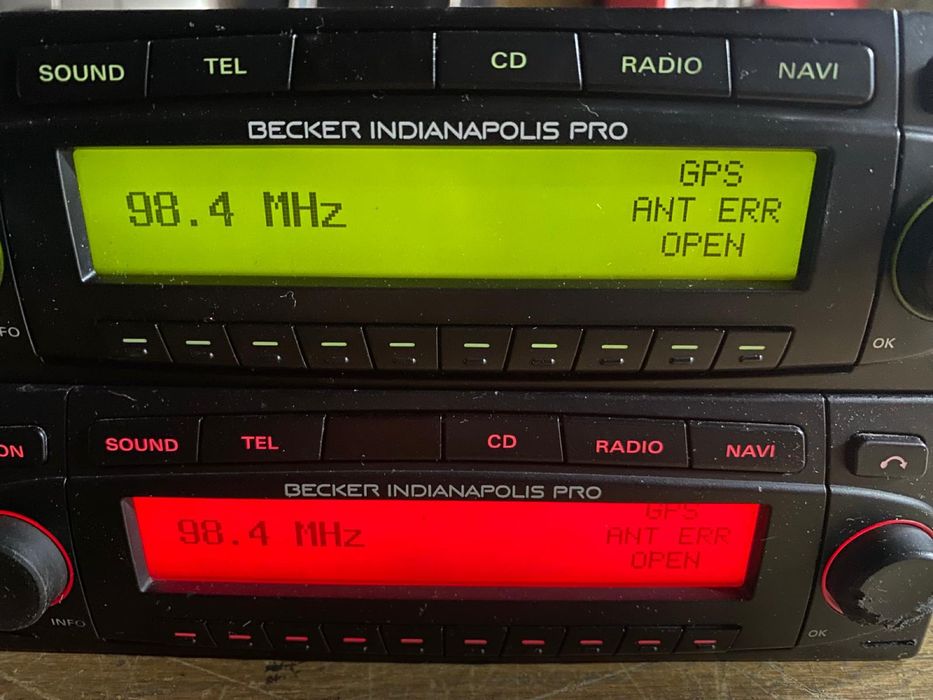 SOUND TEL CD RADIO NAVI
BECKER INDIANAPOLIS PRO
GPS
98.4 MHz ANT ERR
OPEN
FO OK
ON SOUND TEL CD RADIO NAVI
BECKER INDIANAPOLIS PRO
GPS
98.4 MHz ANT ERR
OPEN
INFO OK